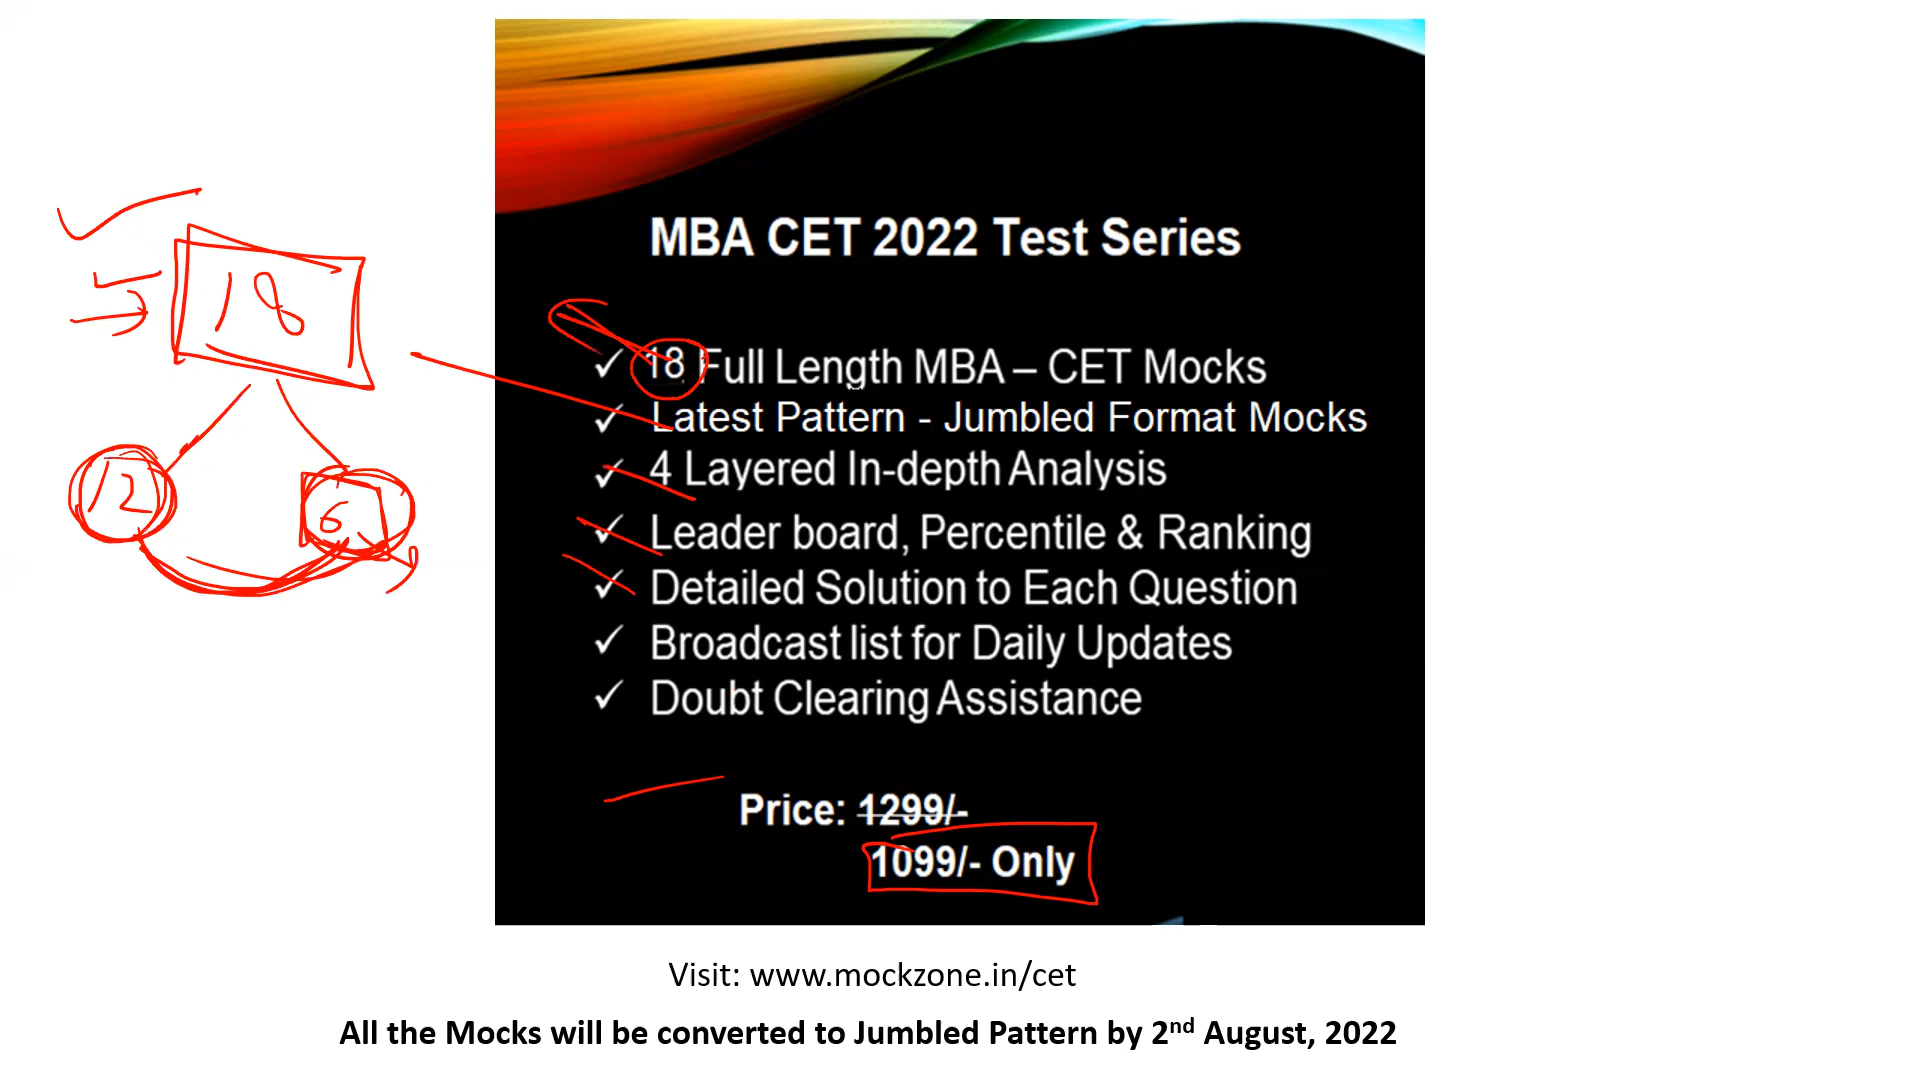 MBA CET 2022 Test Series
18
✓ 18 Full Length MBA – CET Mocks
✓ Latest Pattern - Jumbled Format Mocks
✓ 4 Layered In-depth Analysis
12
6
✓ Leader board, Percentile & Ranking
✓ Detailed Solution to Each Question
✓ Broadcast list for Daily Updates
✓ Doubt Clearing Assistance
Price: 1299/-
1099/- Only
Visit: www.mockzone.in/cet
All the Mocks will be converted to Jumbled Pattern by 2nd August, 2022